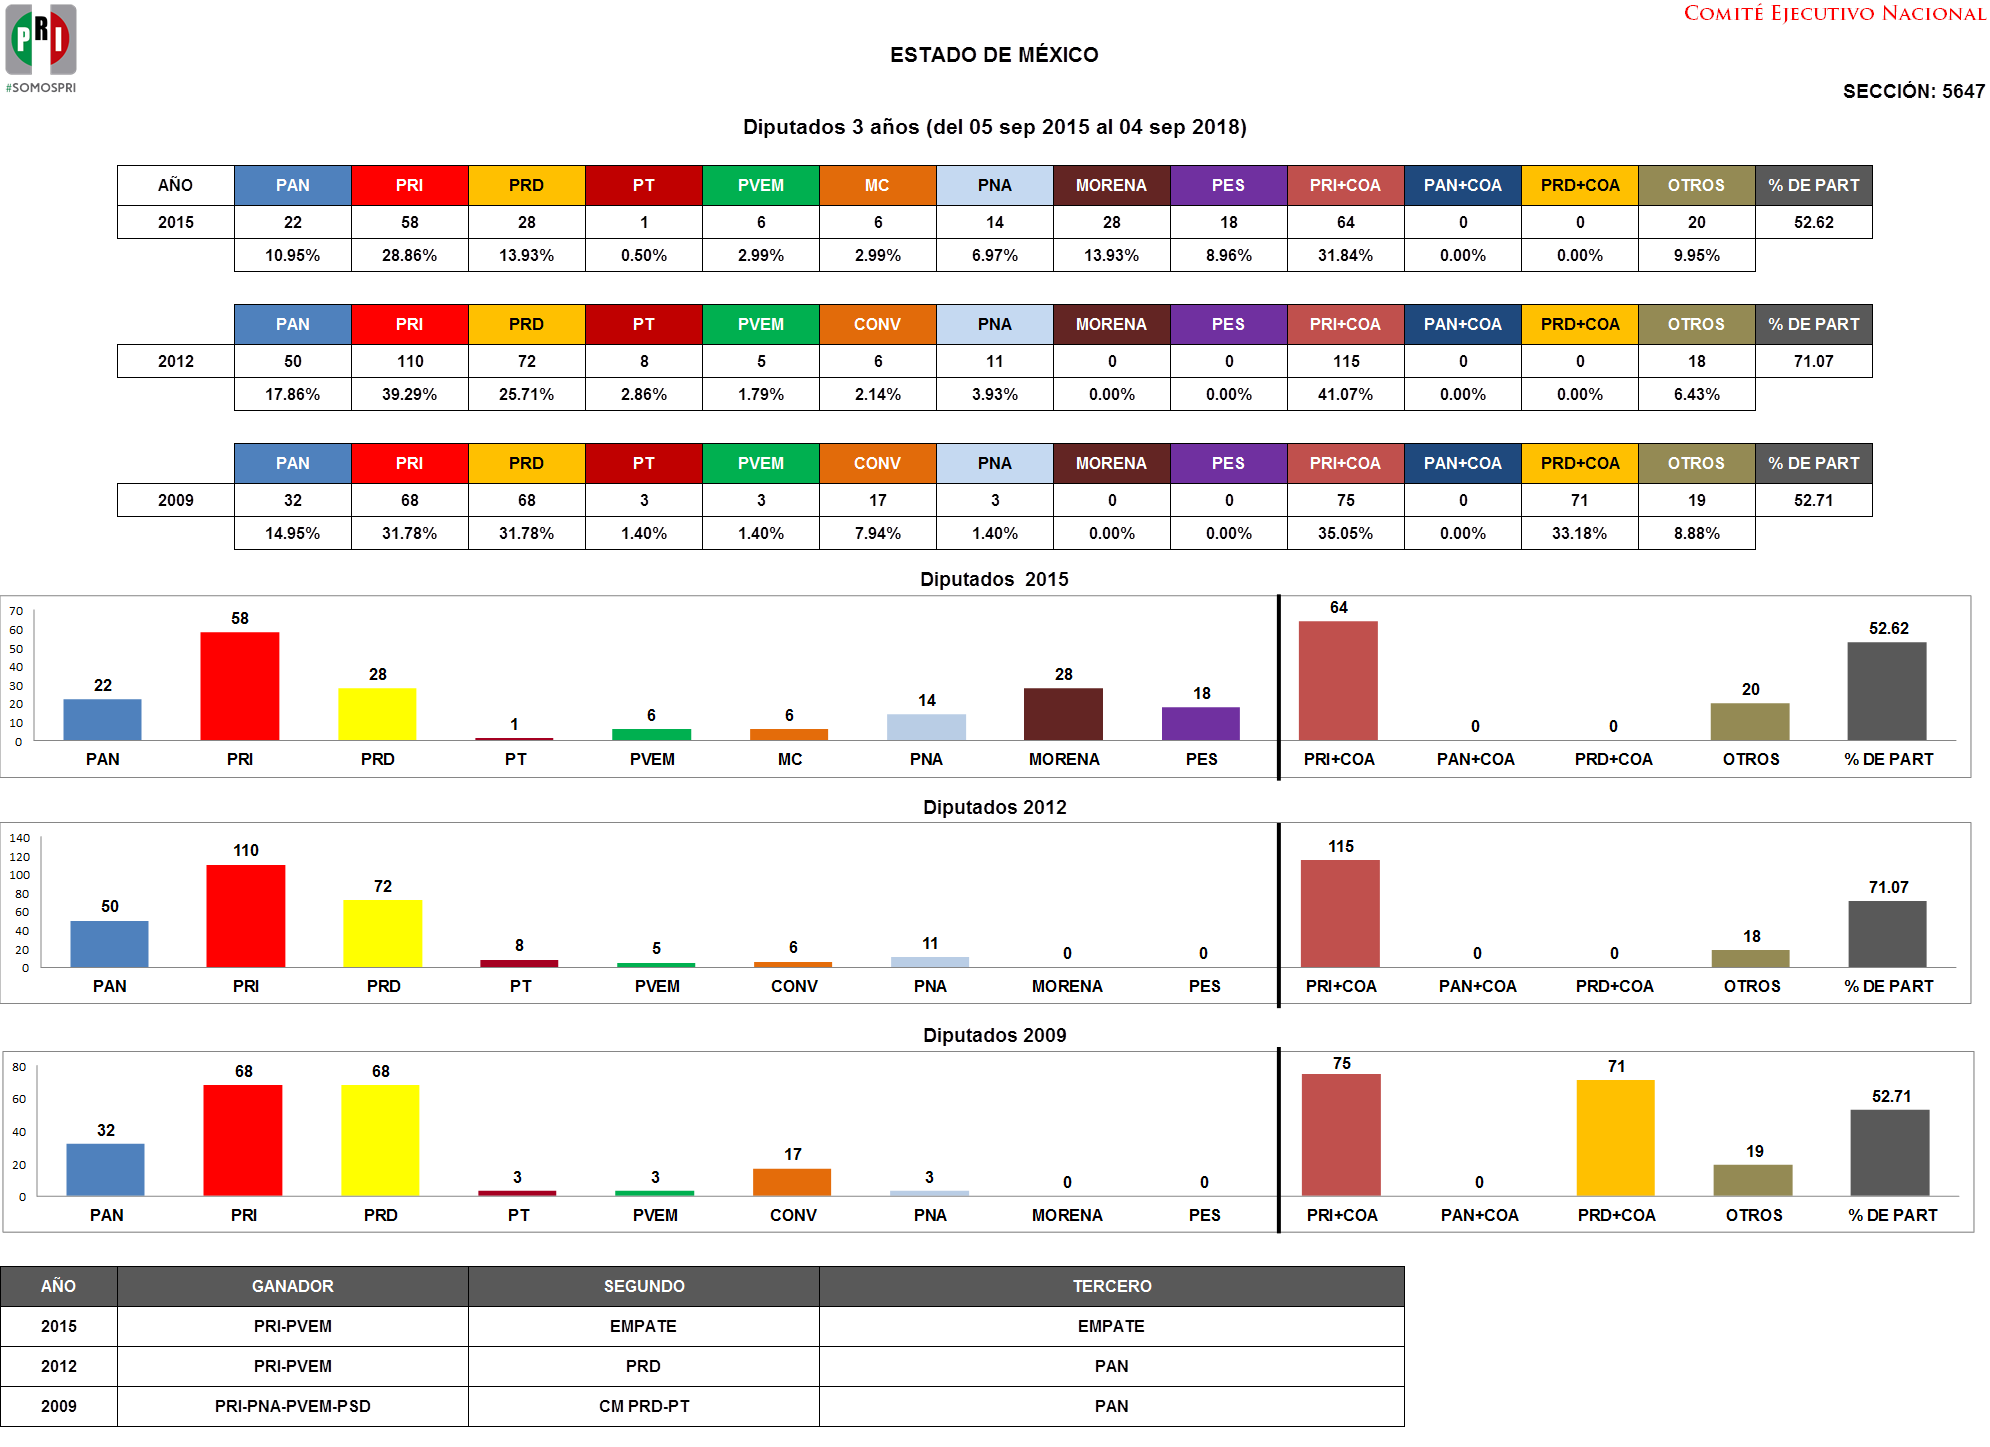 PRI
#SOMOSPRI
COMITÉ EJECUTIVO NACIONAL
ESTADO DE MÉXICO
SECCIÓN: 5647
Diputados 3 años (del 05 sep 2015 al 04 sep 2018)
AÑO PAN PRI PRD PT PVEM MC PNA MORENA PES PRI+COA PAN+COA PRD+COA OTROS % DE PART
2015 22 58 28 1 6 6 14 28 18 64 0 0 20 52.62
10.95% 28.86% 13.93% 0.50% 2.99% 2.99% 6.97% 13.93% 8.96% 31.84% 0.00% 0.00% 9.95%
PAN PRI PRD PT PVEM CONV PNA MORENA PES PRI+COA PAN+COA PRD+COA OTROS % DE PART
2012 50 110 72 8 5 6 11 0 0 115 0 0 18 71.07
17.86% 39.29% 25.71% 2.86% 1.79% 2.14% 3.93% 0.00% 0.00% 41.07% 0.00% 0.00% 6.43%
PAN PRI PRD PT PVEM CONV PNA MORENA PES PRI+COA PAN+COA PRD+COA OTROS % DE PART
2009 32 68 68 3 3 17 3 0 0 75 0 71 19 52.71
14.95% 31.78% 31.78% 1.40% 1.40% 7.94% 1.40% 0.00% 0.00% 35.05% 0.00% 33.18% 8.88%
Diputados 2015
70
60
50
40
30
20
10
0
22 58 28 1 6 6 14 28 18 64 0 0 20 52.62
PAN PRI PRD PT PVEM MC PNA MORENA PES PRI+COA PAN+COA PRD+COA OTROS % DE PART
Diputados 2012
140
120
100
80
60
40
20
0
50 110 72 8 5 6 11 0 0 115 0 0 18 71.07
PAN PRI PRD PT PVEM CONV PNA MORENA PES PRI+COA PAN+COA PRD+COA OTROS % DE PART
Diputados 2009
80
60
40
20
0
32 68 68 3 3 17 3 0 0 75 0 71 19 52.71
PAN PRI PRD PT PVEM CONV PNA MORENA PES PRI+COA PAN+COA PRD+COA OTROS % DE PART
AÑO GANADOR SEGUNDO TERCERO
2015 PRI-PVEM EMPATE EMPATE
2012 PRI-PVEM PRD PAN
2009 PRI-PNA-PVEM-PSD CM PRD-PT PAN